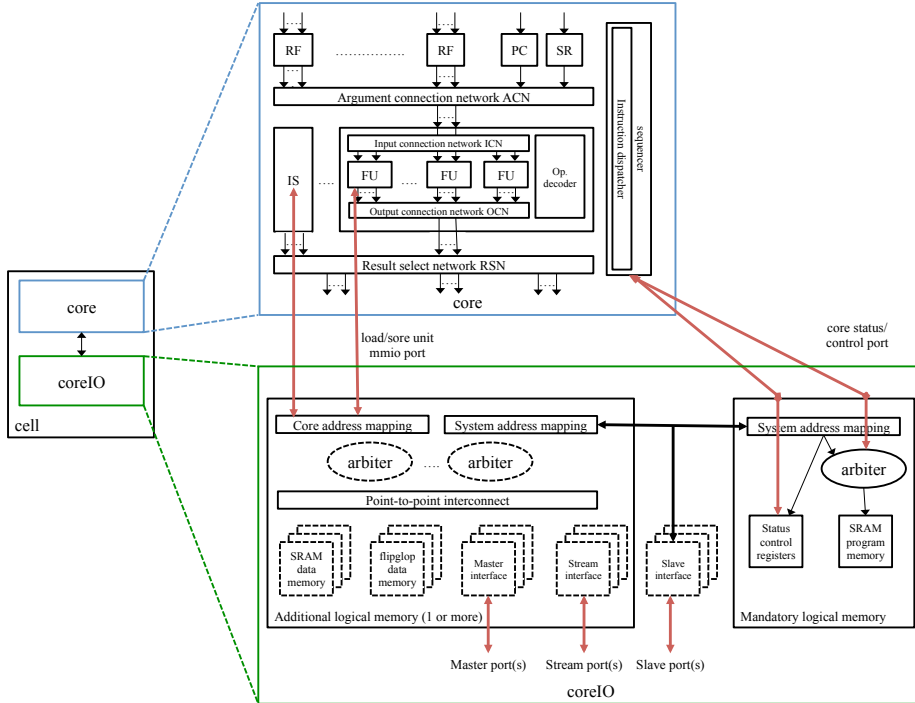 RF
RF
PC
SR
Argument connection network ACN
Input connection network ICN
IS
FU
FU
FU
Op.
decoder
Output connection network OCN
Result select network RSN
core
Instruction dispatcher
sequencer
core
coreIO
cell
load/sore unit
mmio port
core status/
control port
Core address mapping
System address mapping
System address mapping
arbiter
arbiter
arbiter
Point-to-point interconnect
SRAM
data
memory
flipglop
data
memory
Master
interface
Stream
interface
Slave
interface
Status
control
registers
SRAM
program
memory
Additional logical memory (1 or more)
Mandatory logical memory
Master port(s)
Stream port(s)
Slave port(s)
coreIO